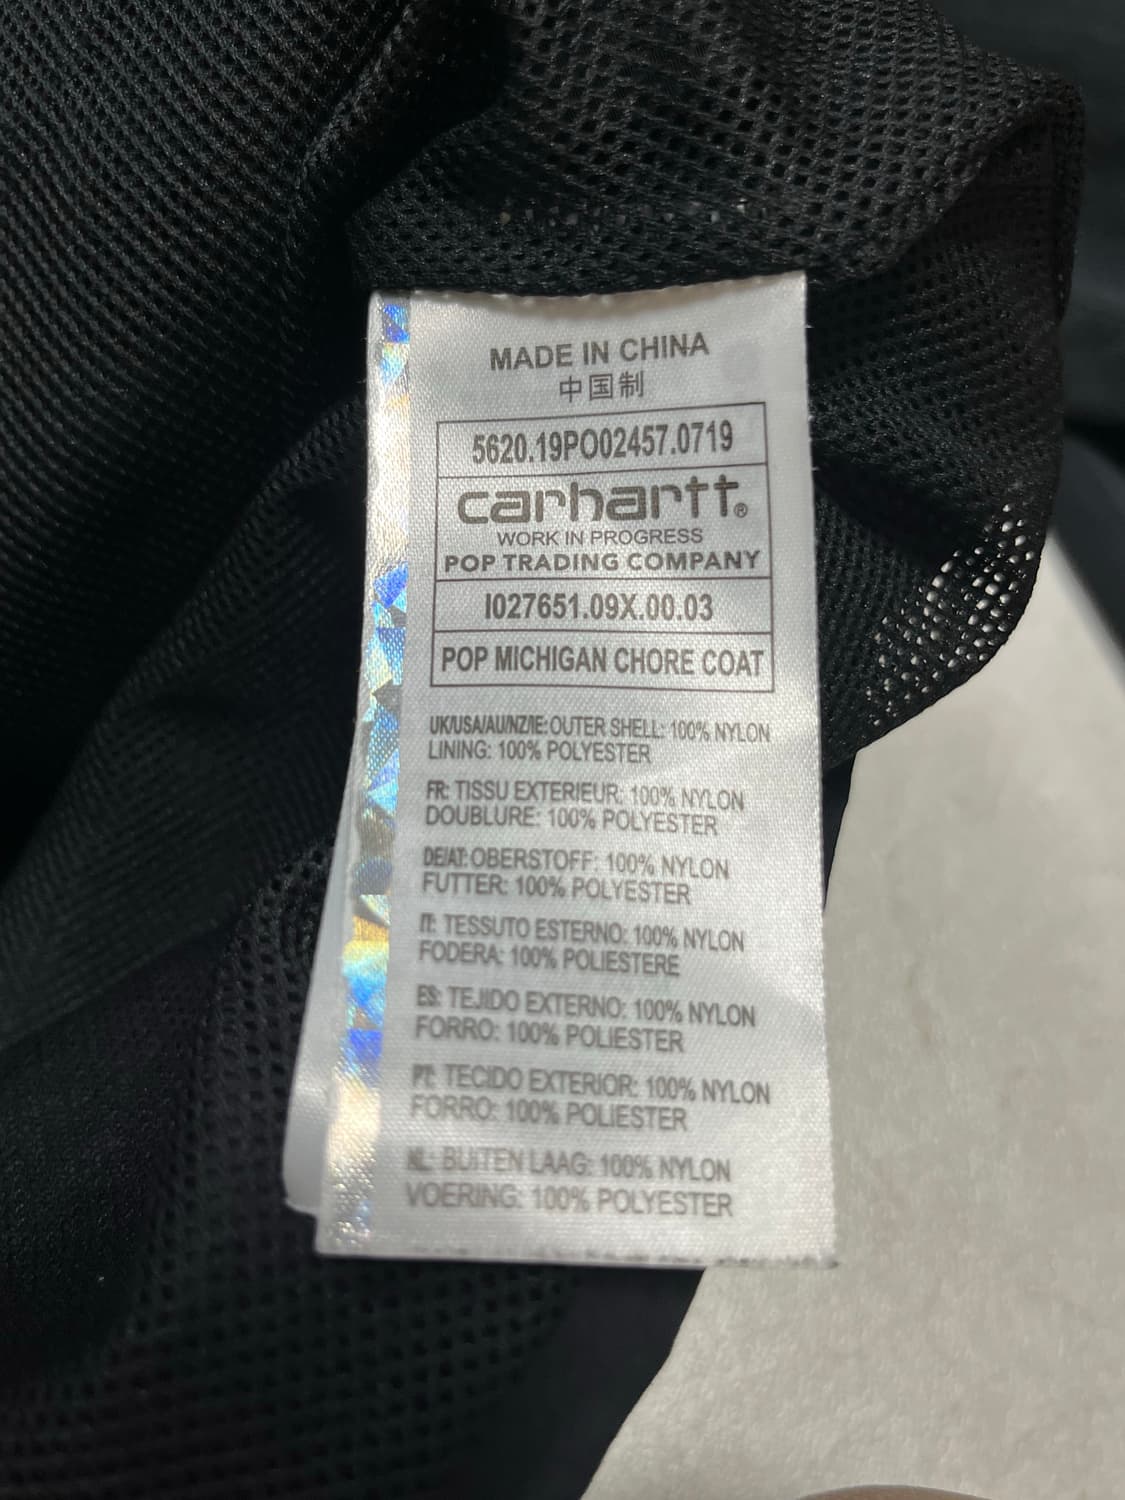 MADE IN CHINA
中国制
5620.19PO02457.0719
carhartt®
WORK IN PROGRESS
POP TRADING COMPANY
I027651.09X.00.03
POP MICHIGAN CHORE COAT
UK/USA/AU/NZ/IE: OUTER SHELL: 100% NYLON
LINING: 100% POLYESTER
FR: TISSU EXTERIEUR: 100% NYLON
DOUBLURE: 100% POLYESTER
DE/AT: OBERSTOFF: 100% NYLON
FUTTER: 100% POLYESTER
IT: TESSUTO ESTERNO: 100% NYLON
FODERA: 100% POLIESTERE
ES: TEJIDO EXTERNO: 100% NYLON
FORRO: 100% POLIESTER
PT: TECIDO EXTERIOR: 100% NYLON
FORRO: 100% POLIESTER
NL: BUITEN LAAG: 100% NYLON
VOERING: 100% POLYESTER